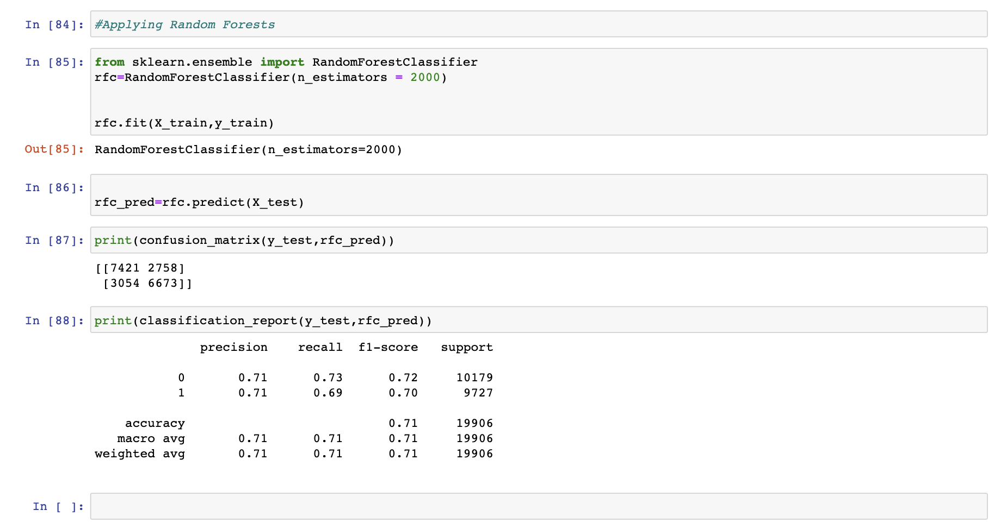 In [84]: #Applying Random Forests
In [85]: from sklearn.ensemble import RandomForestClassifier
rfc=RandomForestClassifier(n_estimators = 2000)
rfc.fit(X_train,y_train)
Out[85]: RandomForestClassifier(n_estimators=2000)
In [86]:
rfc_pred=rfc.predict(X_test)
In [87]: print(confusion_matrix(y_test,rfc_pred))
[[7421 2758]
[3054 6673]]
In [88]: print(classification_report(y_test,rfc_pred))
precision recall f1-score support
0 0.71 0.73 0.72 10179
1 0.71 0.69 0.70 9727
accuracy 0.71 19906
macro avg 0.71 0.71 0.71 19906
weighted avg 0.71 0.71 0.71 19906
In [ ]: